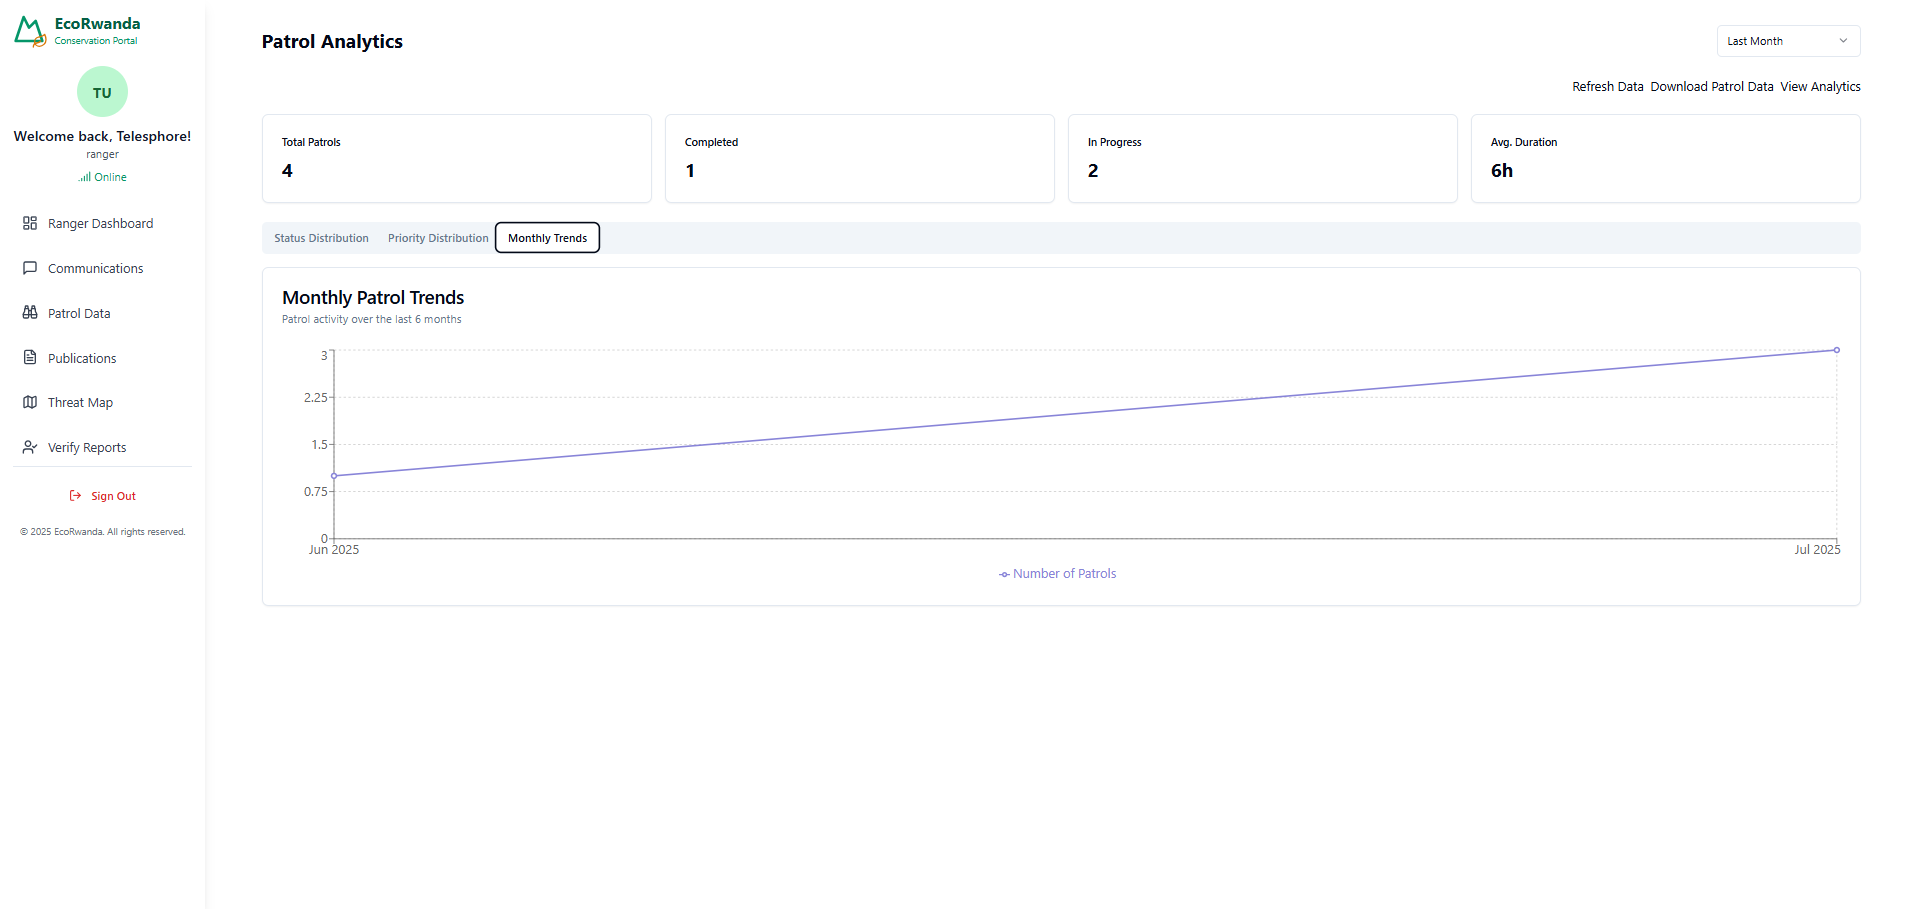 EcoRwanda
Conservation Portal
TU
Welcome back, Telesphore!
ranger
Online
Ranger Dashboard
Communications
Patrol Data
Publications
Threat Map
Verify Reports
Sign Out
© 2025 EcoRwanda. All rights reserved.
Patrol Analytics
Last Month
Refresh Data Download Patrol Data View Analytics
Total Patrols
4
Completed
1
In Progress
2
Avg. Duration
6h
Status Distribution Priority Distribution Monthly Trends
Monthly Patrol Trends
Patrol activity over the last 6 months
3
2.25
1.5
0.75
0
Jun 2025 Jul 2025
Number of Patrols